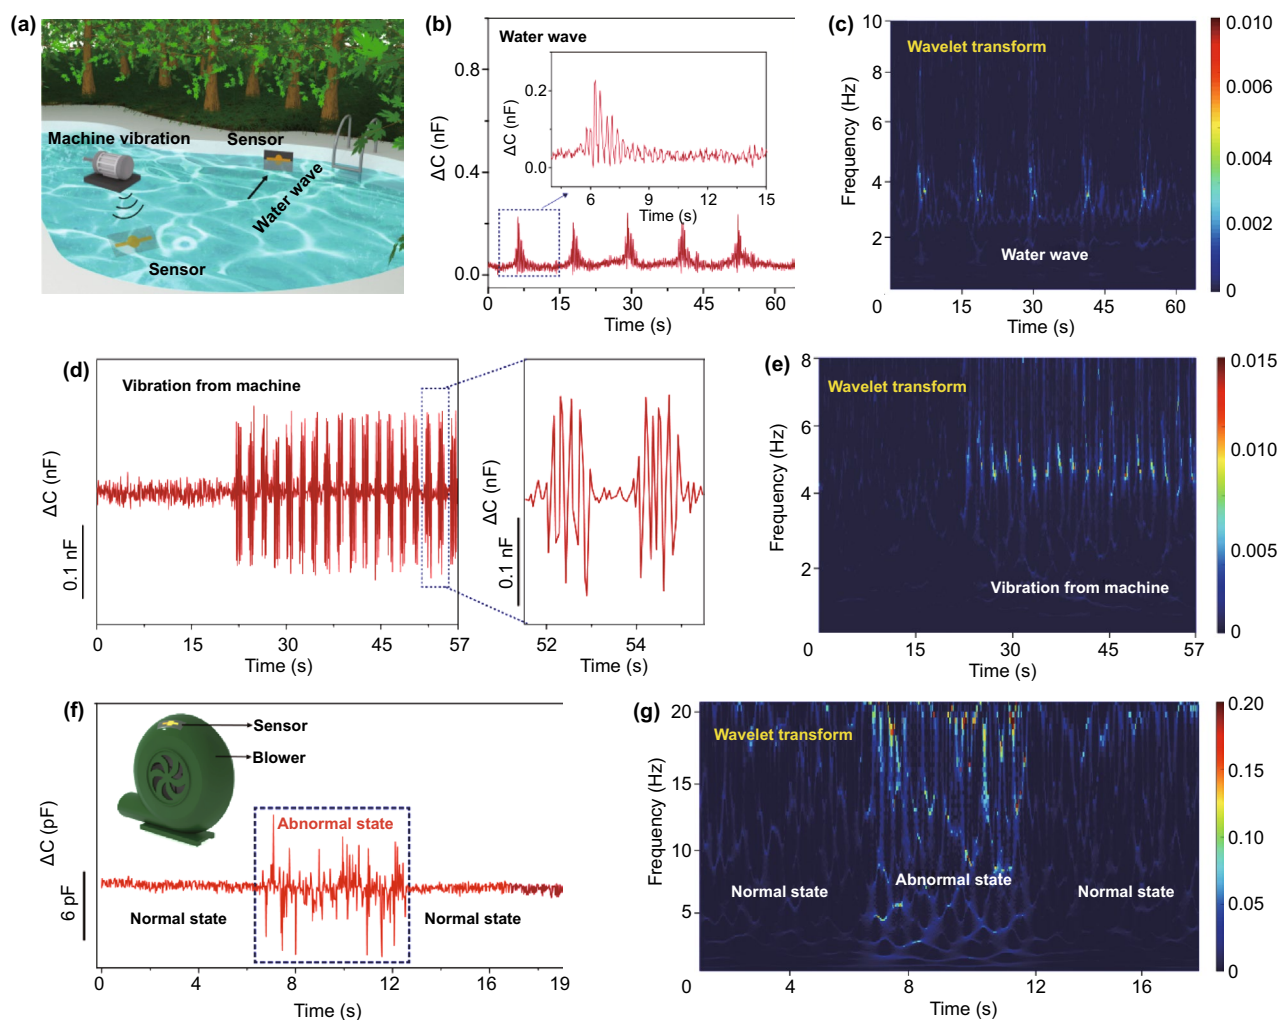 (a)
Machine vibration
Sensor
Water wave
Sensor
(b)
Water wave
ΔC (nF)
0.8
0.4
0.0
0 15 30 45 60
Time (s)
ΔC (nF)
0.2
0.0
6 9 12 15
Time (s)
(c)
Wavelet transform
Water wave
Frequency (Hz)
10
8
6
4
2
0 15 30 45 60
Time (s)
0.010
0.006
0.004
0.002
0
(d)
Vibration from machine
ΔC (nF)
0.1 nF
0 15 30 45 57
Time (s)
ΔC (nF)
0.1 nF
52 54
Time (s)
(e)
Wavelet transform
Vibration from machine
Frequency (Hz)
8
6
4
2
0 15 30 45 57
Time (s)
0.015
0.010
0.005
0
(f)
Sensor
Blower
Abnormal state
Normal state
Normal state
ΔC (pF)
6 pF
0 4 8 12 16 19
Time (s)
(g)
Wavelet transform
Normal state
Abnormal state
Normal state
Frequency (Hz)
20
15
10
5
0 4 8 12 16
Time (s)
0.20
0.15
0.10
0.05
0